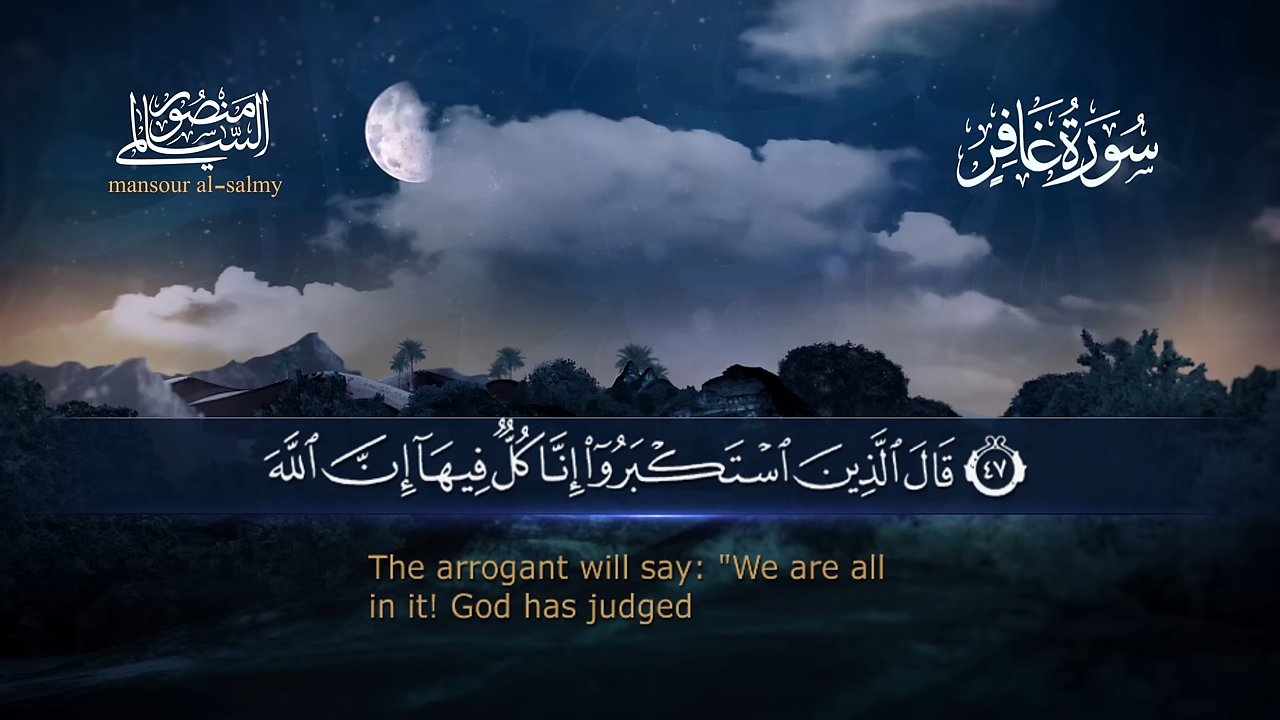 منصور السالمي
mansour al-salmy
سُورَةُ غَافِرٍ
٤٧ قَالَ ٱلَّذِينَ ٱسْتَكْبَرُوٓا۟ إِنَّا كُلٌّ فِيهَآ إِنَّ ٱللَّهَ
The arrogant will say: "We are all
in it! God has judged